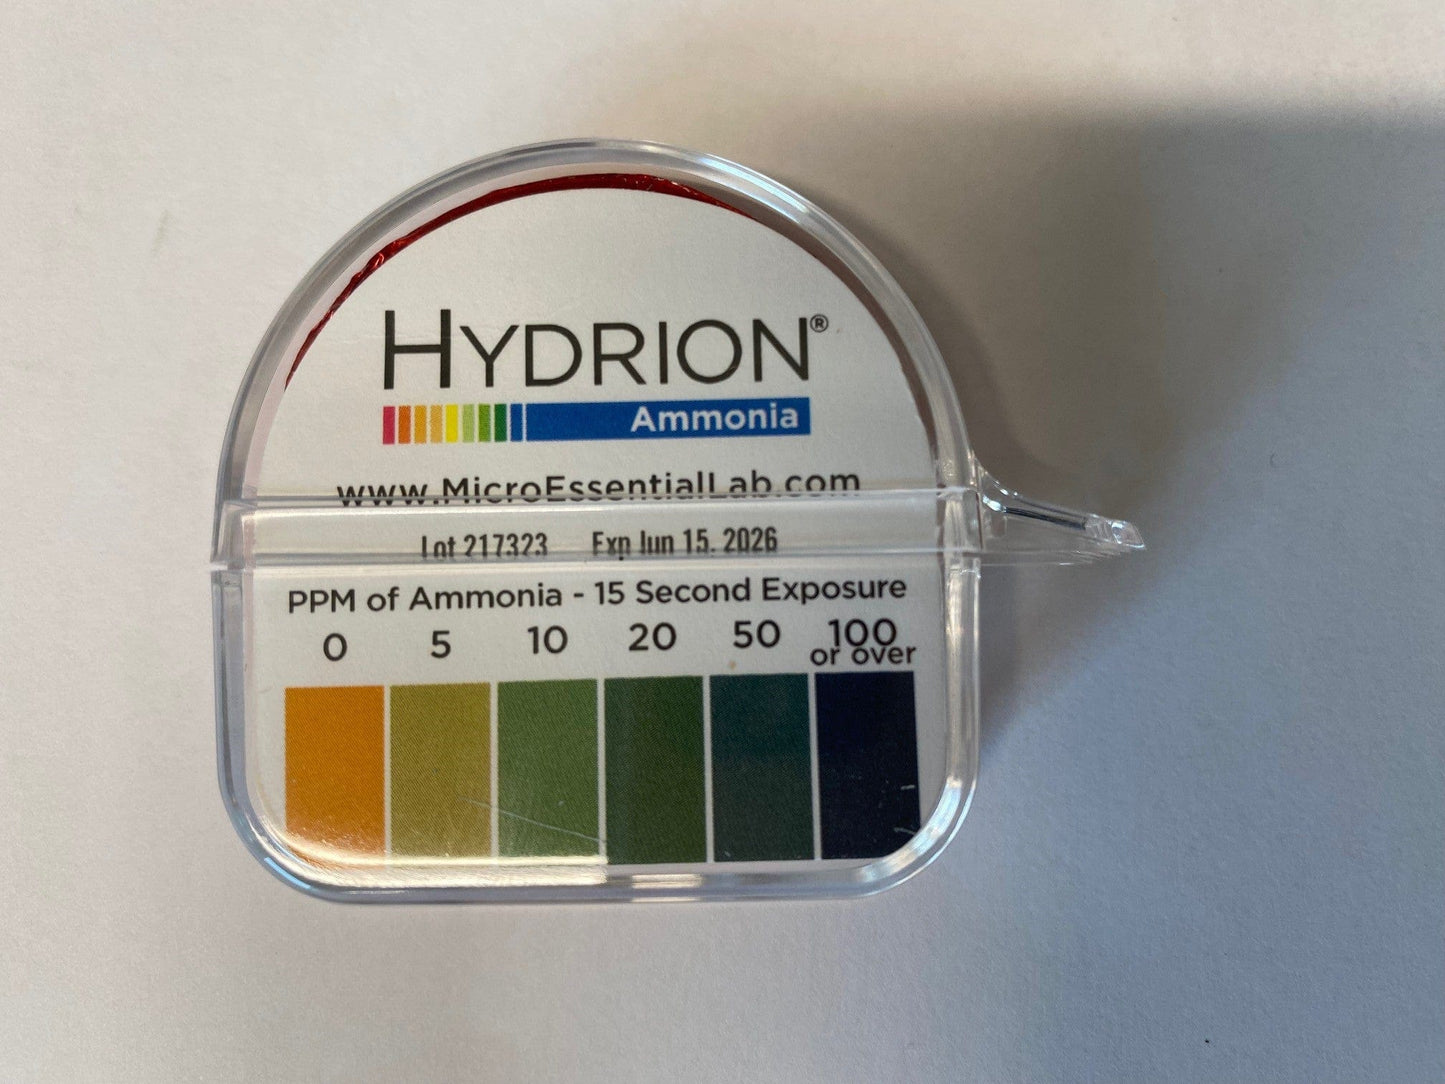 HYDRION®
Ammonia
www.MicroEssentialLab.com
Lot 217323 Exp Jun 15, 2026
PPM of Ammonia - 15 Second Exposure
0 5 10 20 50 100
or over